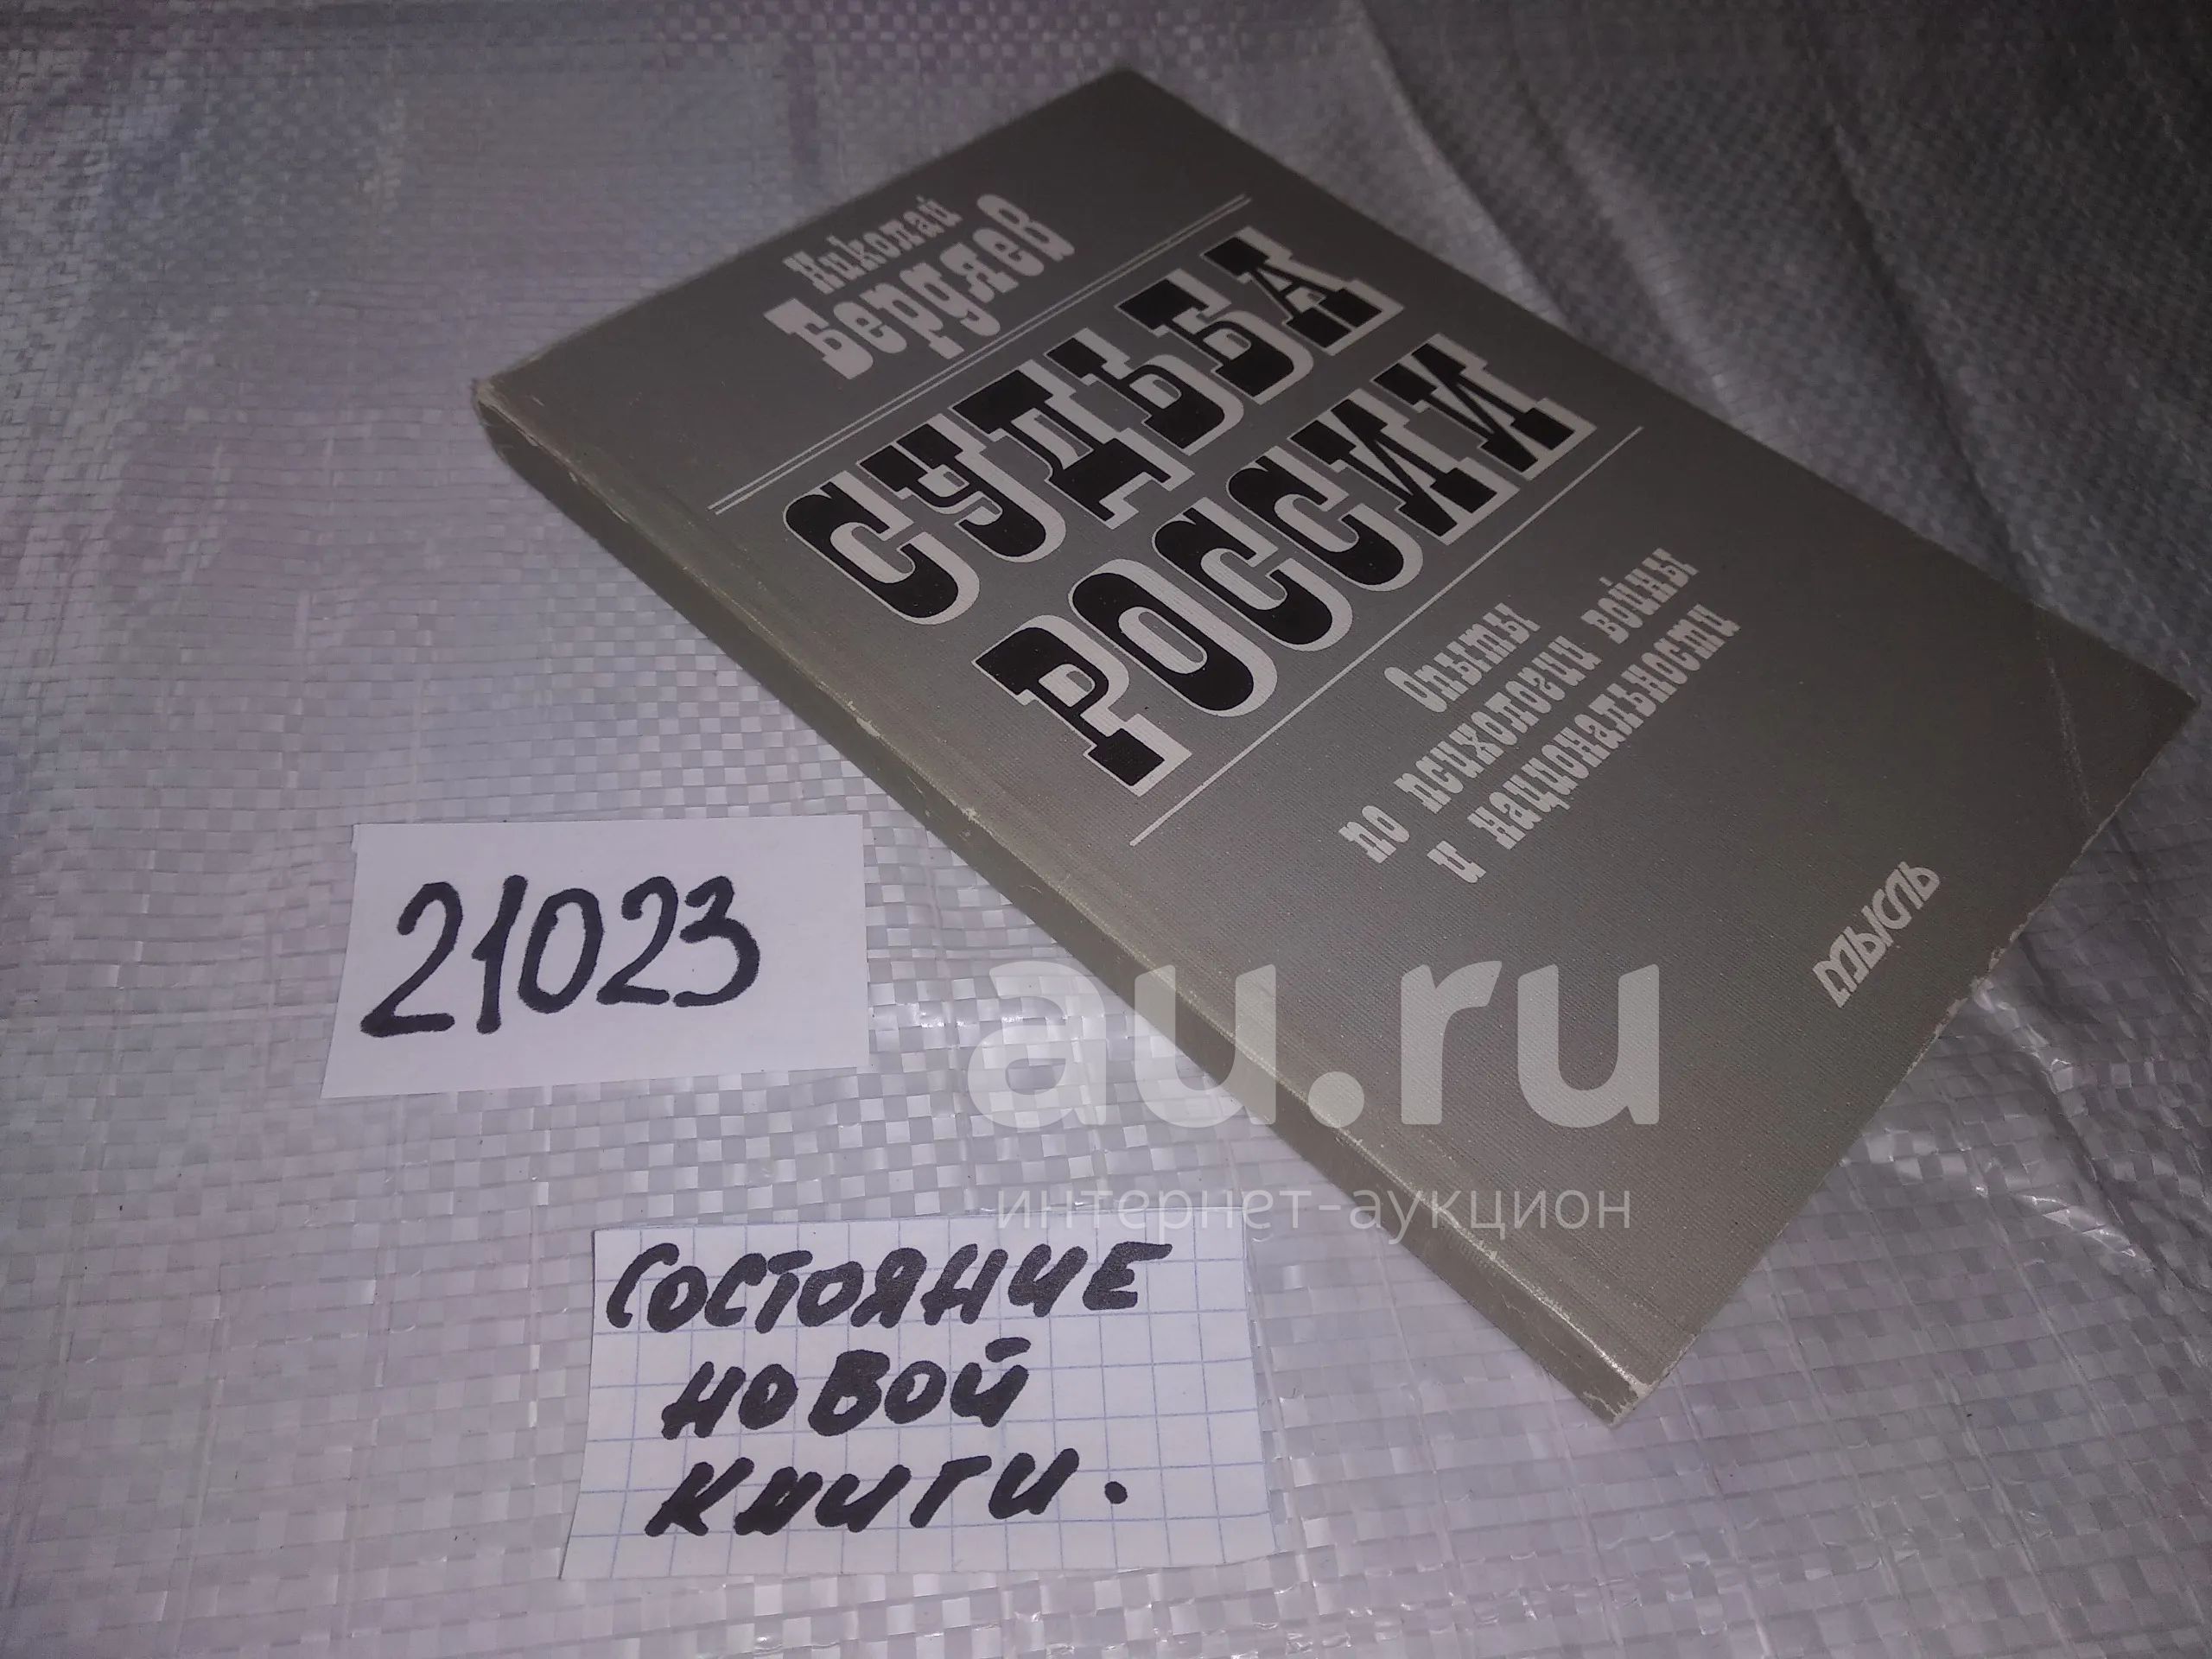 Николай
Бердяев
СУДЬБА
РОССИИ
Опыты
по психологии войны
и национальности
МЫСЛЬ
21023
au.ru
интернет-аукцион
СОСТОЯНИЕ
НОВОЙ
КНИГИ.